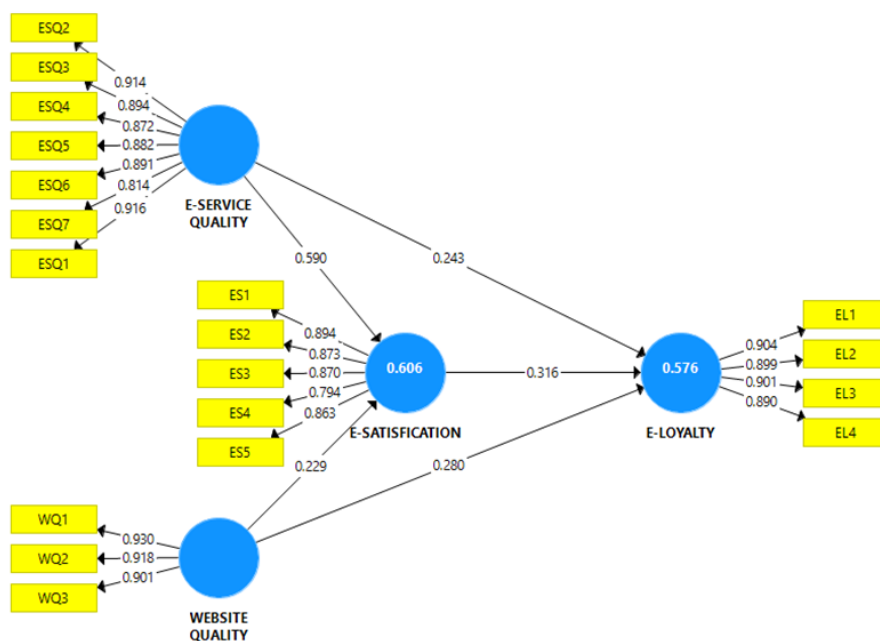 ESQ2
ESQ3
ESQ4
ESQ5
ESQ6
ESQ7
ESQ1
0.914
0.894
0.872
0.882
0.891
0.814
0.916
E-SERVICE
QUALITY
0.590
0.243
ES1
ES2
ES3
ES4
ES5
0.894
0.873
0.870
0.794
0.863
0.606
E-SATISFICATION
0.316
0.576
E-LOYALTY
0.904
0.899
0.901
0.890
EL1
EL2
EL3
EL4
0.229
0.280
WQ1
WQ2
WQ3
0.930
0.918
0.901
WEBSITE
QUALITY